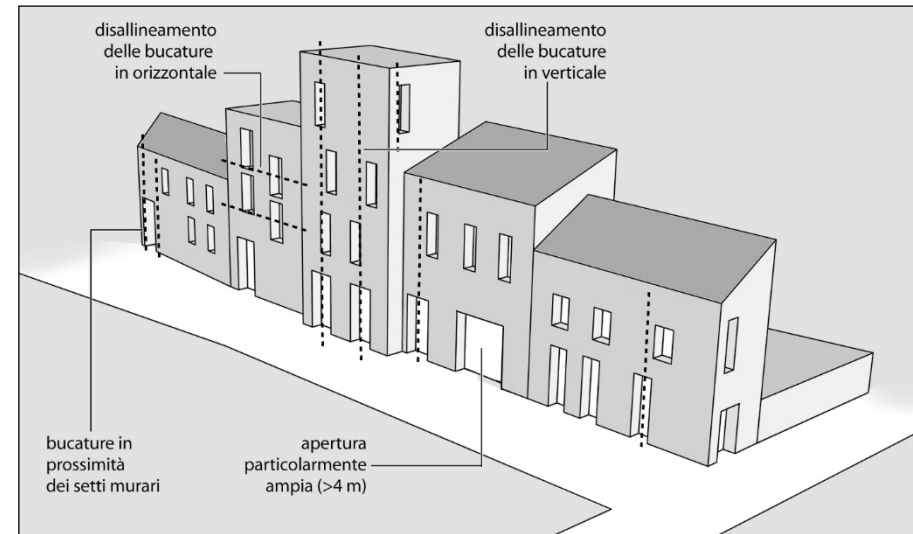 disallineamento
delle bucature
in orizzontale
disallineamento
delle bucature
in verticale
bucature in
prossimità
dei setti murari
apertura
particolarmente
ampia (>4 m)